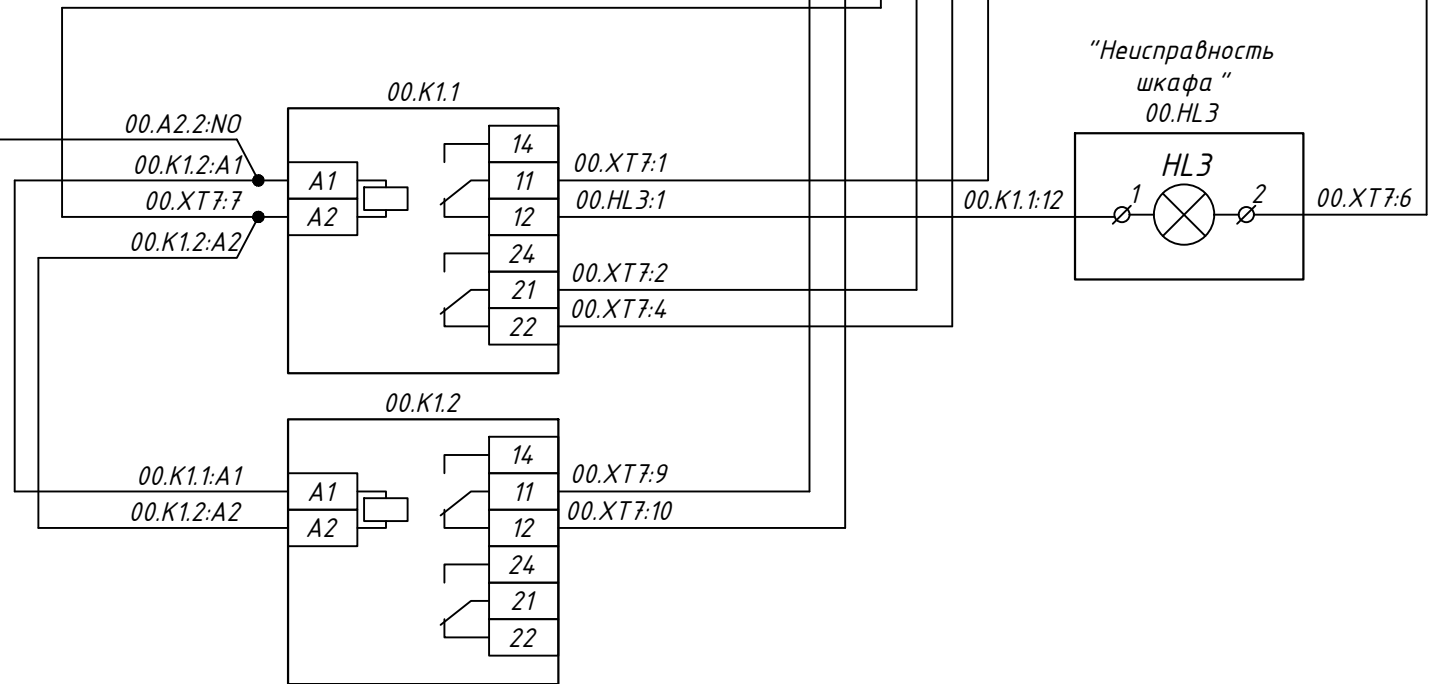 "Неисправность
шкафа "
00.HL3
HL3
1
2
00.K1.1:12
00.XT7:6
00.K1.1
00.A2.2:NO
00.K1.2:A1
00.XT7:7
00.K1.2:A2
A1
A2
14
11
12
24
21
22
00.XT7:1
00.HL3:1
00.XT7:2
00.XT7:4
00.K1.2
00.K1.1:A1
00.K1.2:A2
A1
A2
14
11
12
24
21
22
00.XT7:9
00.XT7:10